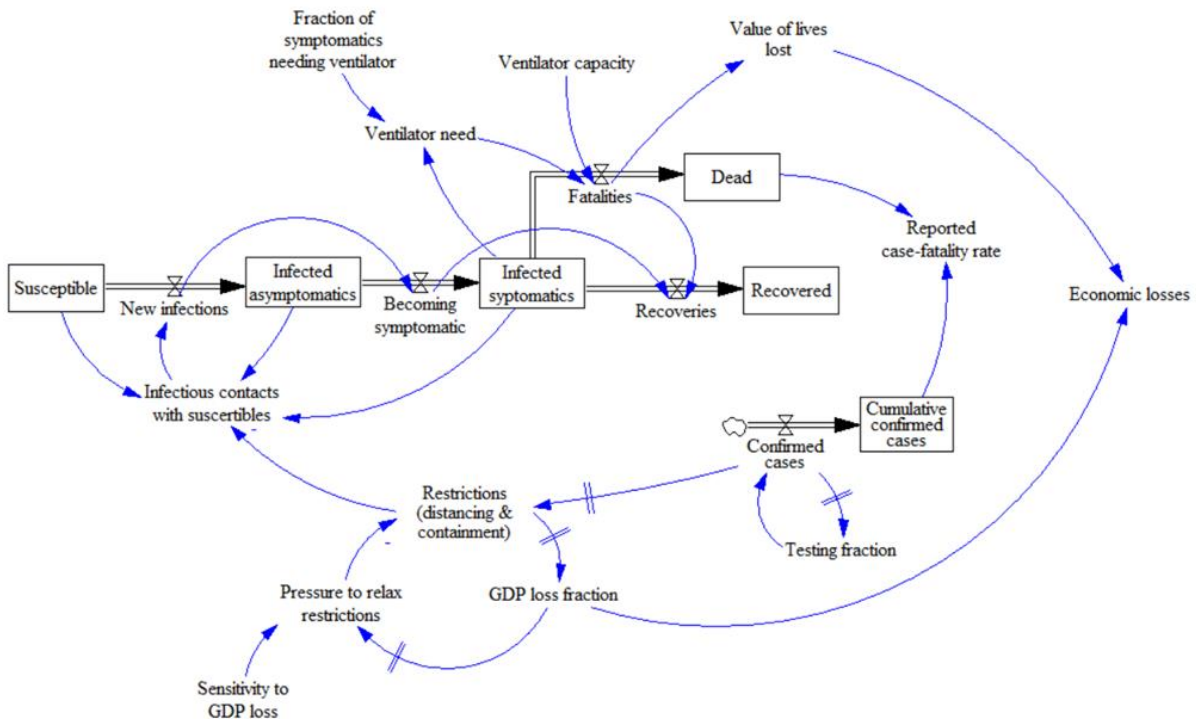 Fraction of
symptomatics
needing ventilator
Ventilator capacity
Value of lives
lost
Ventilator need
Fatalities
Dead
Reported
case-fatality rate
Susceptible
New infections
Infected
asymptomatics
Becoming
symptomatic
Infected
syptomatics
Recoveries
Recovered
Economic losses
Infectious contacts
with suscertibles
-
Confirmed
cases
Cumulative
confirmed
cases
Restrictions
(distancing &
containment)
-
Testing fraction
Pressure to relax
restrictions
GDP loss fraction
Sensitivity to
GDP loss